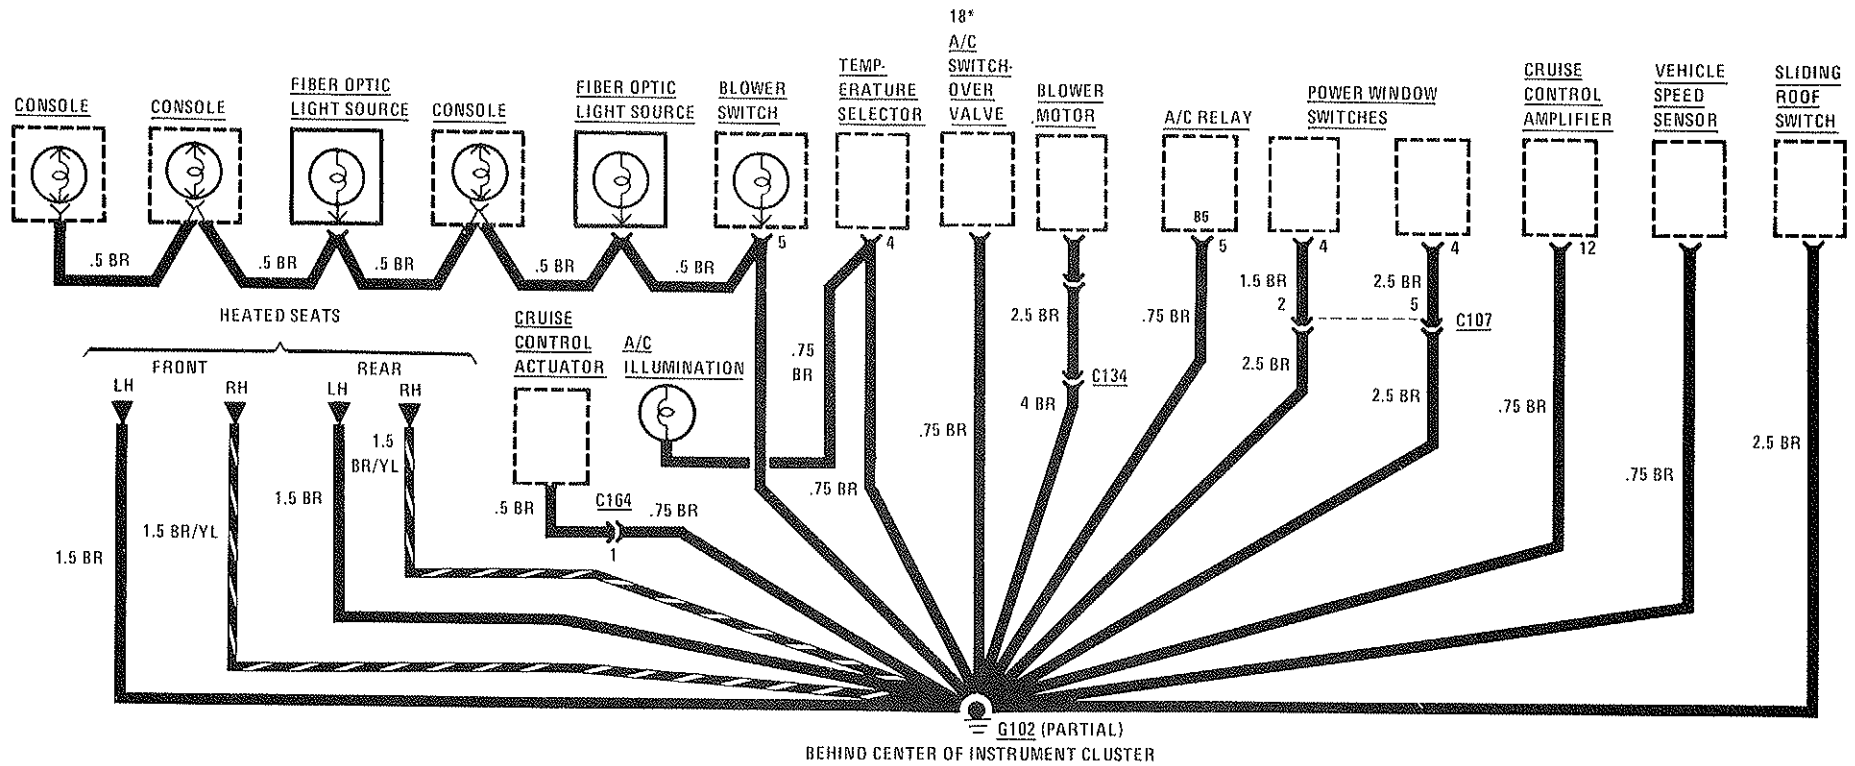 CONSOLE
CONSOLE
FIBER OPTIC
LIGHT SOURCE
CONSOLE
FIBER OPTIC
LIGHT SOURCE
BLOWER
SWITCH
TEMP-
ERATURE
SELECTOR
18*
A/C
SWITCH-
OVER
VALVE
BLOWER
MOTOR
A/C RELAY
POWER WINDOW
SWITCHES
CRUISE
CONTROL
AMPLIFIER
VEHICLE
SPEED
SENSOR
SLIDING
ROOF
SWITCH
86
5
4
5
4
4
12
.5 BR
.5 BR
.5 BR
.5 BR
.5 BR
1.5 BR
2
2.5 BR
5
C107
HEATED SEATS
FRONT
REAR
LH
RH
LH
RH
CRUISE
CONTROL
ACTUATOR
A/C
ILLUMINATION
.75
BR
2.5 BR
.75 BR
2.5 BR
C134
4 BR
2.5 BR
.75 BR
.75 BR
2.5 BR
1.5
BR/YL
1.5 BR
.5 BR
C164
1
.75 BR
.75 BR
.75 BR
1.5 BR/YL
1.5 BR
G102 (PARTIAL)
BEHIND CENTER OF INSTRUMENT CLUSTER